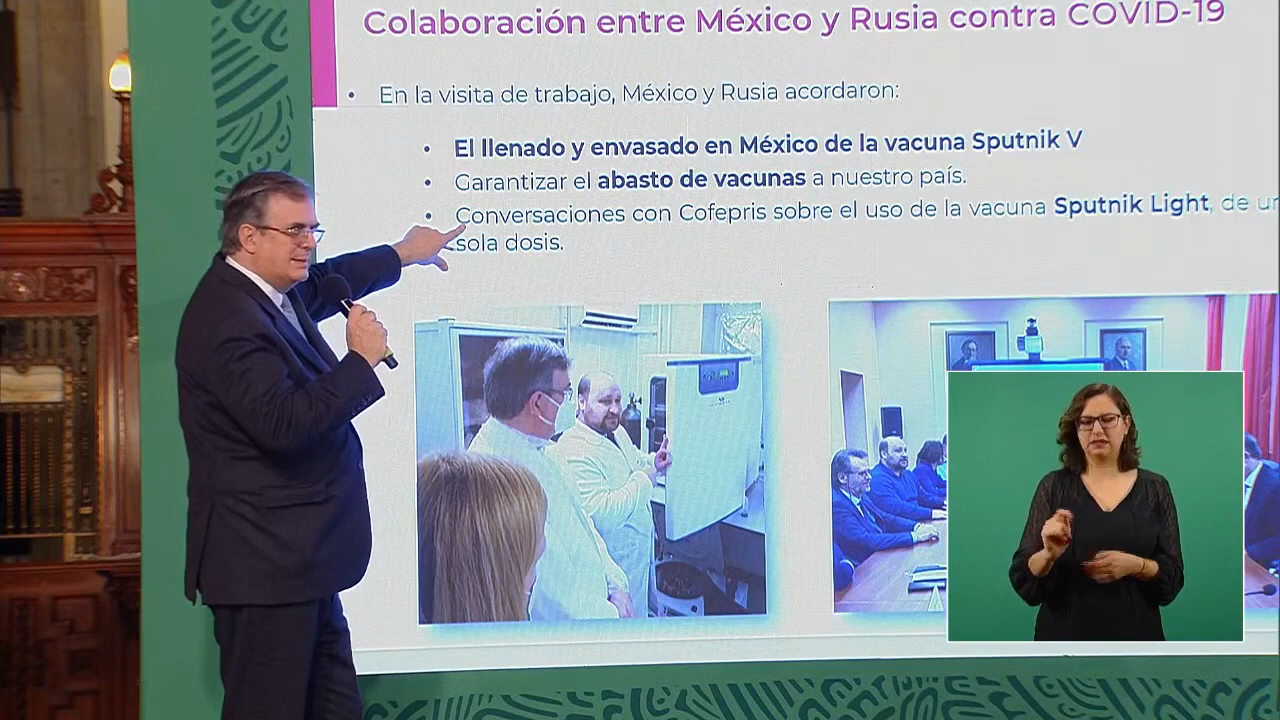 Colaboración entre México y Rusia contra COVID-19
• En la visita de trabajo, México y Rusia acordaron:
• El llenado y envasado en México de la vacuna Sputnik V
• Garantizar el abasto de vacunas a nuestro país.
• Conversaciones con Cofepris sobre el uso de la vacuna Sputnik Light, de
sola dosis.